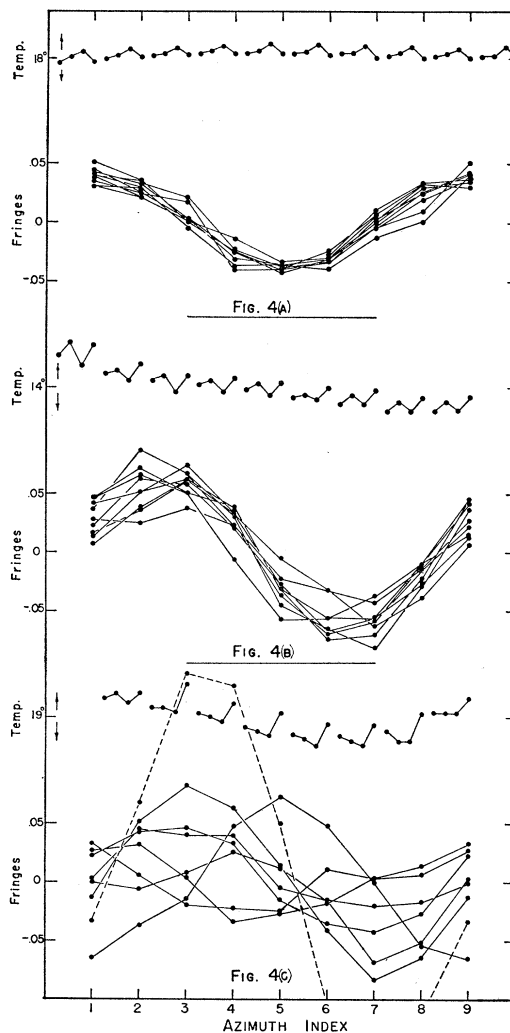 Temp.
18°
Fringes
.05
0
-.05
FIG. 4(A)
Temp.
14°
Fringes
.05
0
-.05
FIG. 4(B)
Temp.
19°
Fringes
.05
0
-.05
FIG. 4(C)
1 2 3 4 5 6 7 8 9
AZIMUTH INDEX